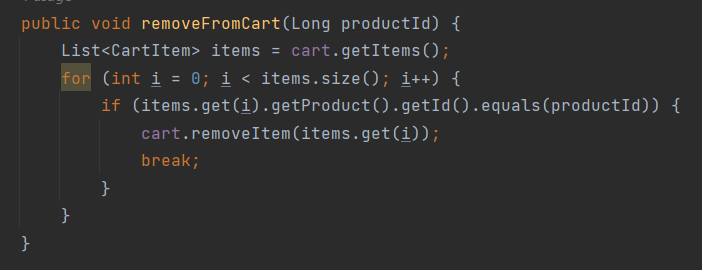 public void removeFromCart(Long productId) {
    List<CartItem> items = cart.getItems();
    for (int i = 0; i < items.size(); i++) {
        if (items.get(i).getProduct().getId().equals(productId)) {
            cart.removeItem(items.get(i));
            break;
        }
    }
}